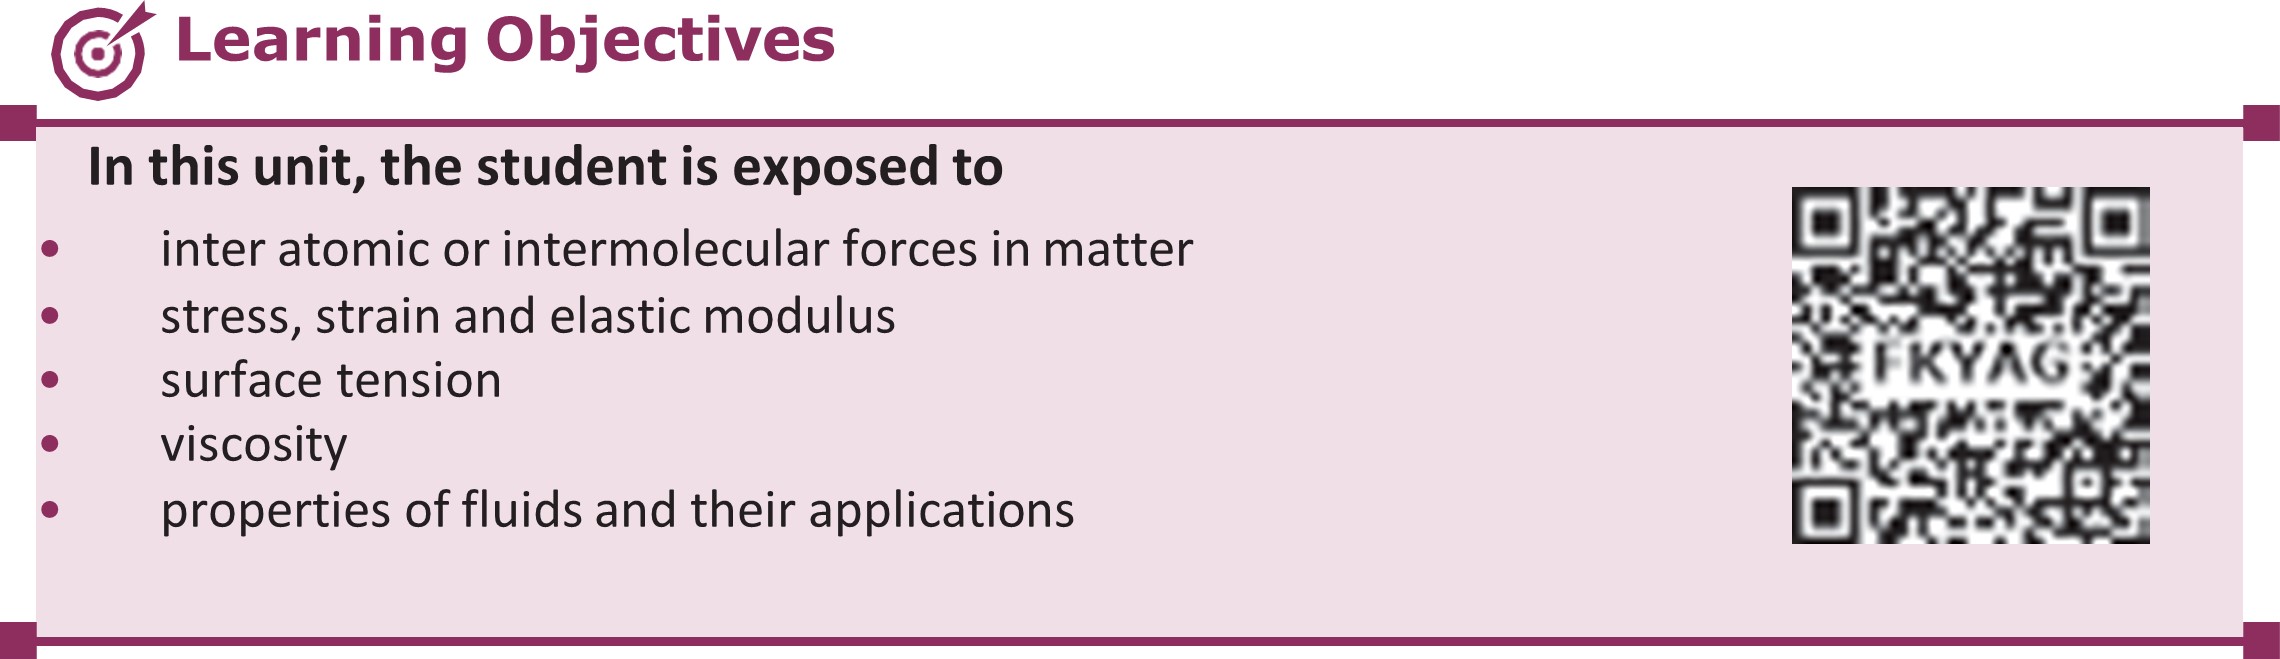 Learning Objectives
In this unit, the student is exposed to
• inter atomic or intermolecular forces in matter
• stress, strain and elastic modulus
• surface tension
• viscosity
• properties of fluids and their applications
FKYAG